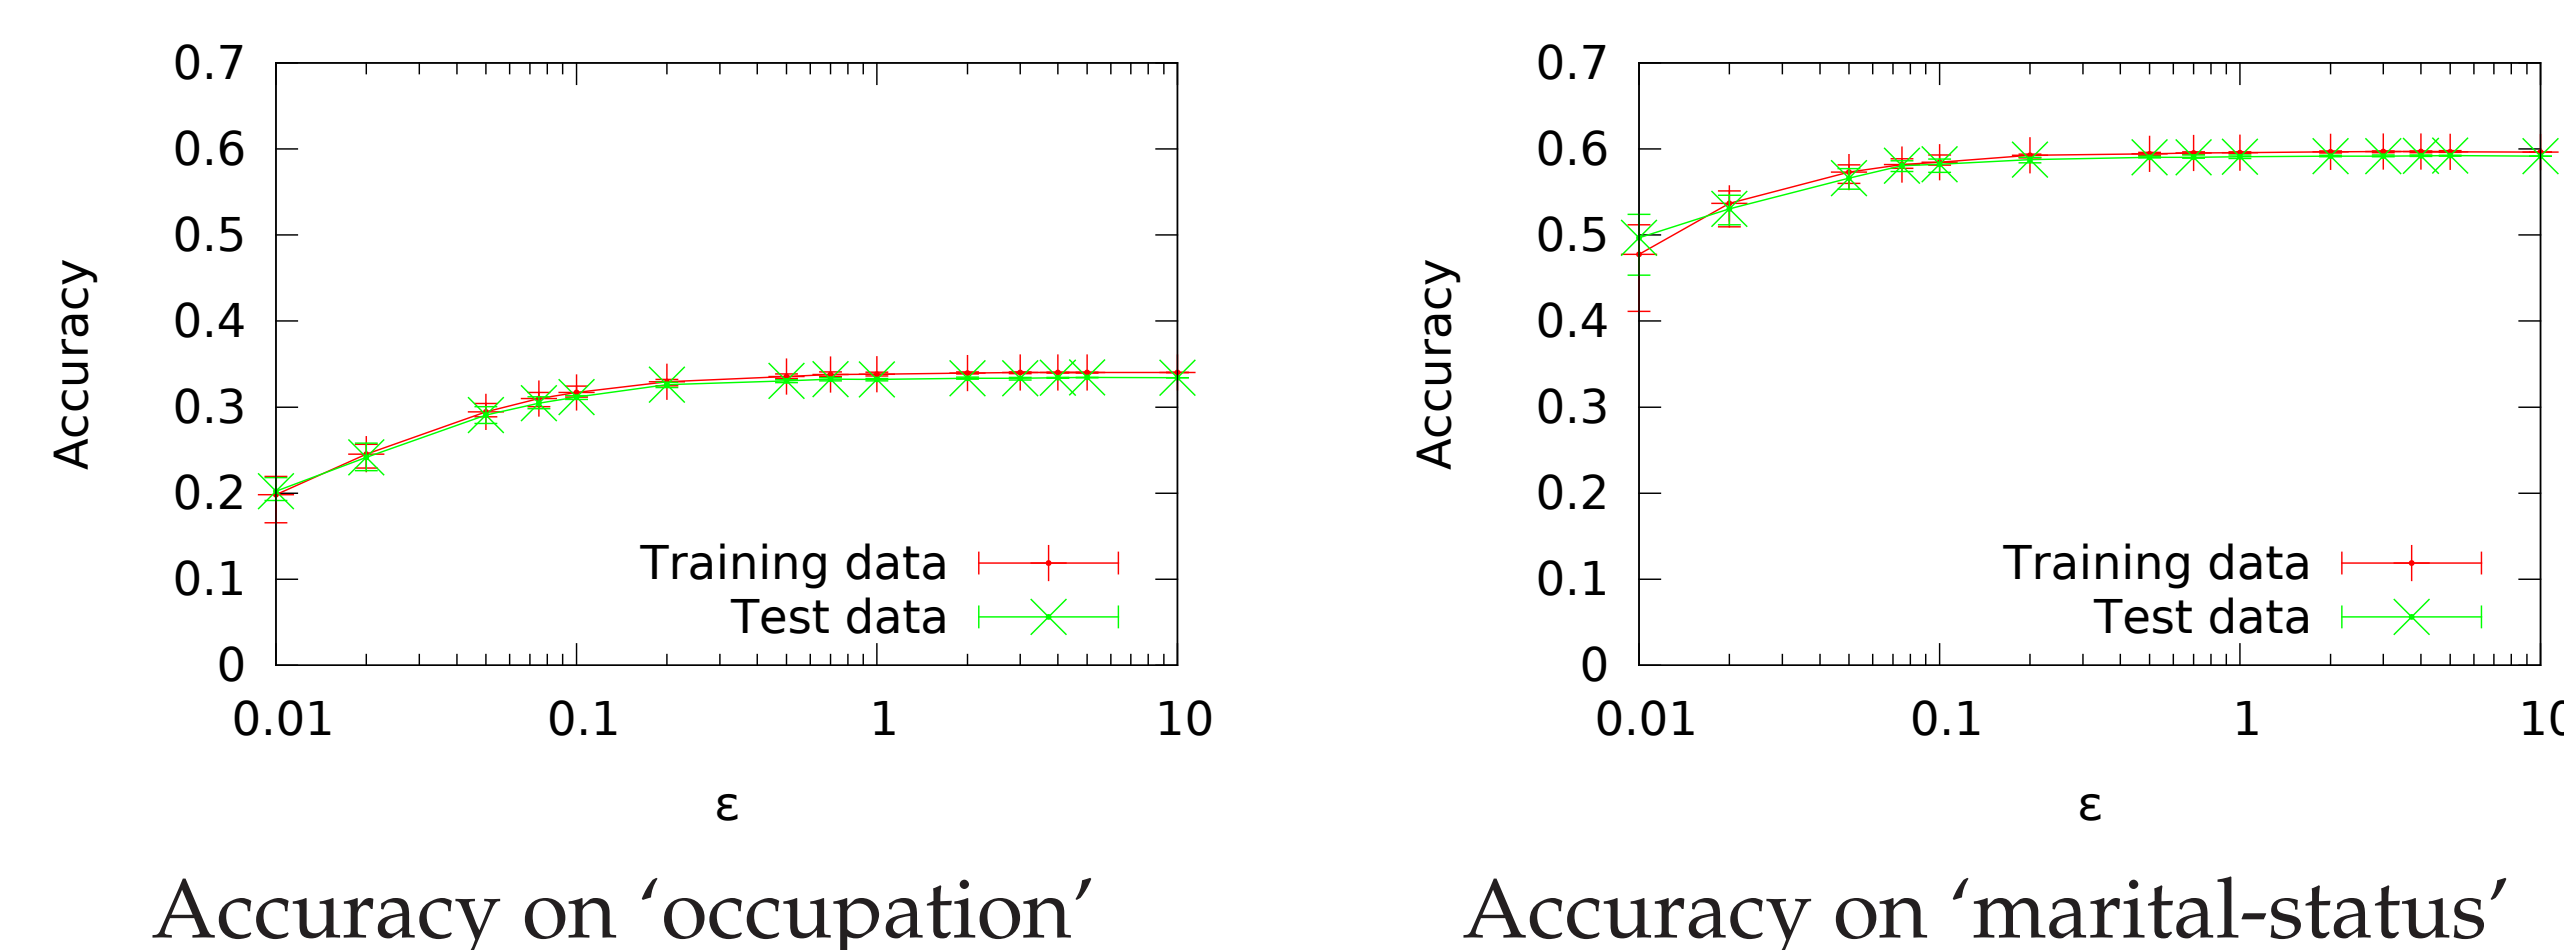 0.7
0.6
0.5
0.4
0.3
0.2
0.1
0
Accuracy
Training data
Test data
0.01 0.1 1 10
ε
Accuracy on ‘occupation’
0.7
0.6
0.5
0.4
0.3
0.2
0.1
0
Accuracy
Training data
Test data
0.01 0.1 1 10
ε
Accuracy on ‘marital-status’